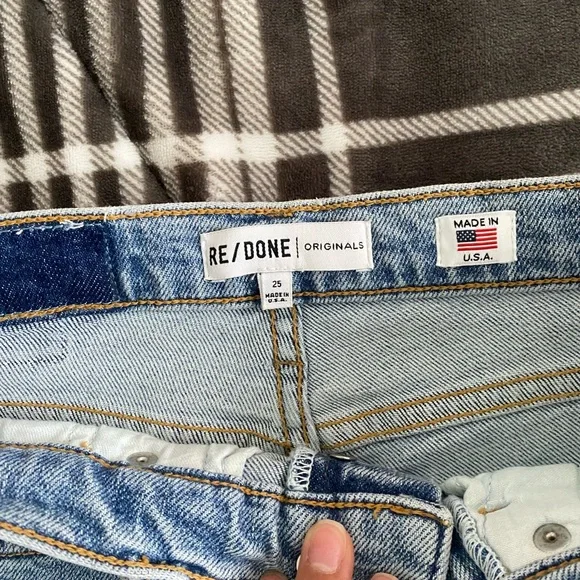 RE/DONE | ORIGINALS
MADE IN
U.S.A.
25
MADE IN
U.S.A.